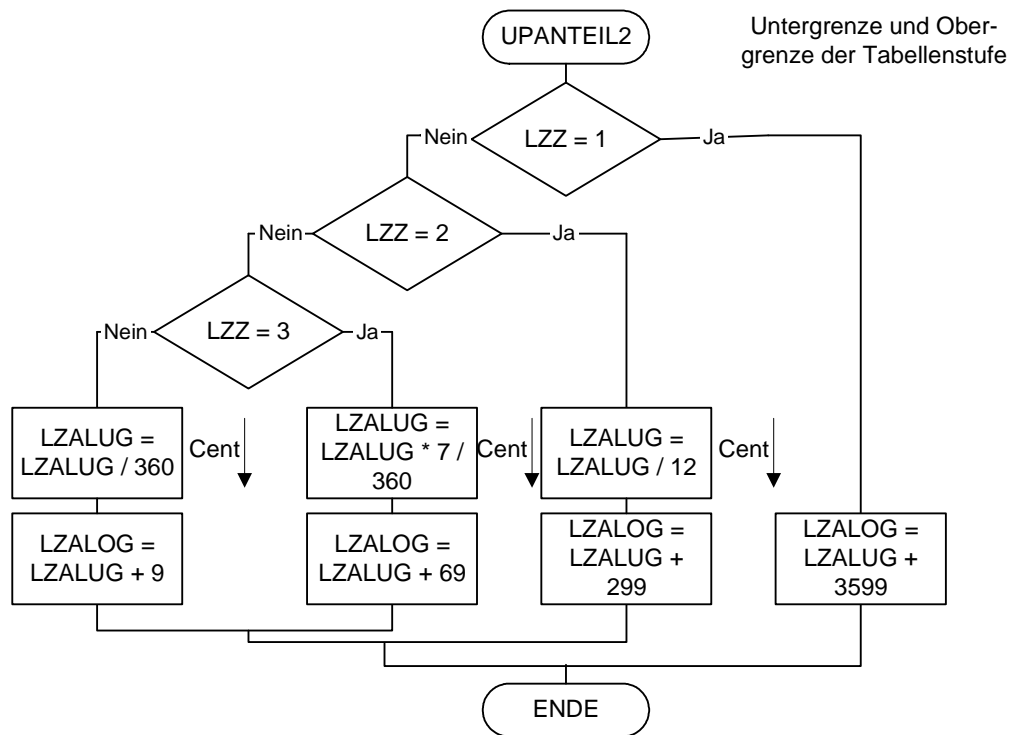 UPANTEIL2
Untergrenze und Ober-
grenze der Tabellenstufe
LZZ = 1
Nein
Ja
LZZ = 2
Nein
Ja
LZZ = 3
Nein
Ja
LZALUG =
LZALUG / 360
Cent
LZALUG =
LZALUG * 7 /
360
Cent
LZALUG =
LZALUG / 12
Cent
LZALOG =
LZALUG + 9
LZALOG =
LZALUG + 69
LZALOG =
LZALUG +
299
LZALOG =
LZALUG +
3599
ENDE